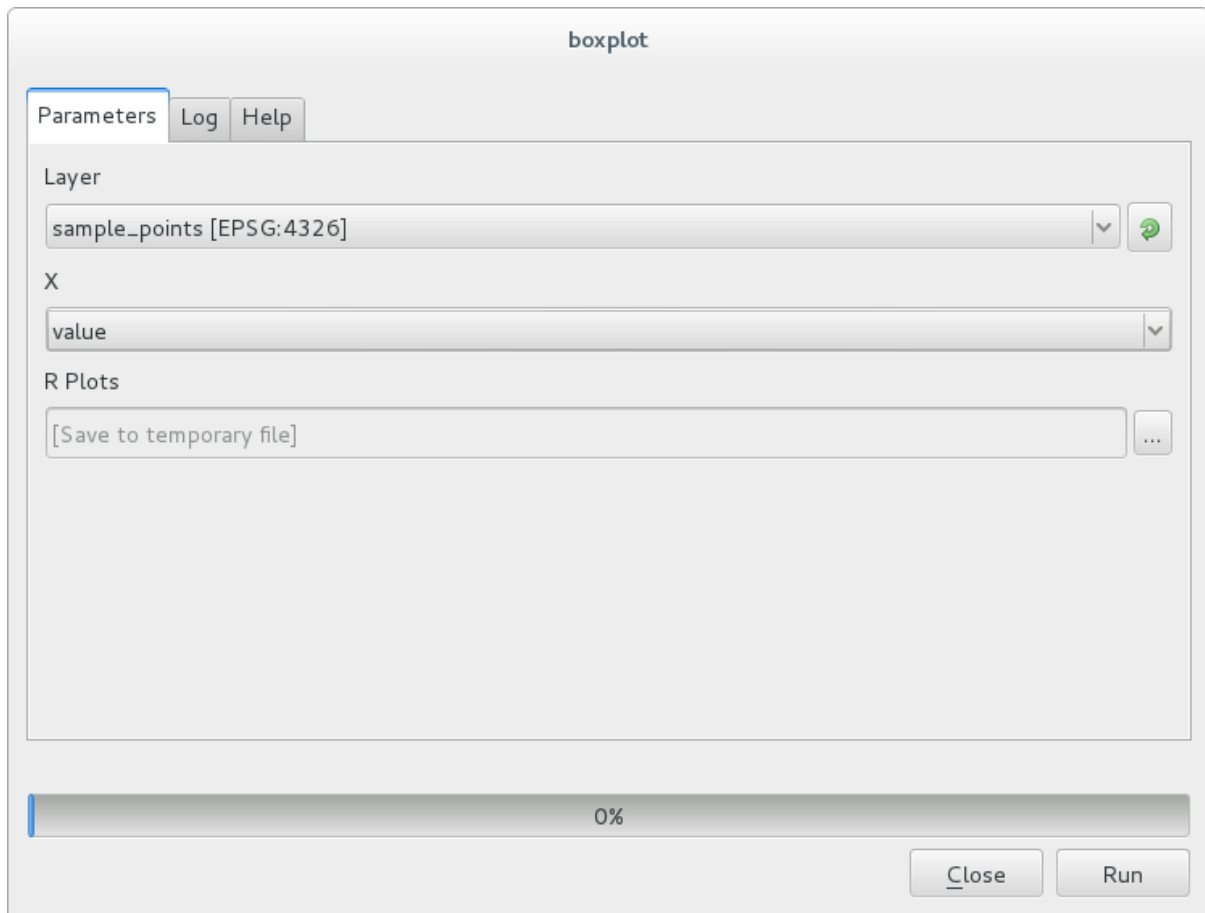 boxplot
Parameters Log Help
Layer
sample_points [EPSG:4326]
X
value
R Plots
[Save to temporary file] ...
0%
Close Run